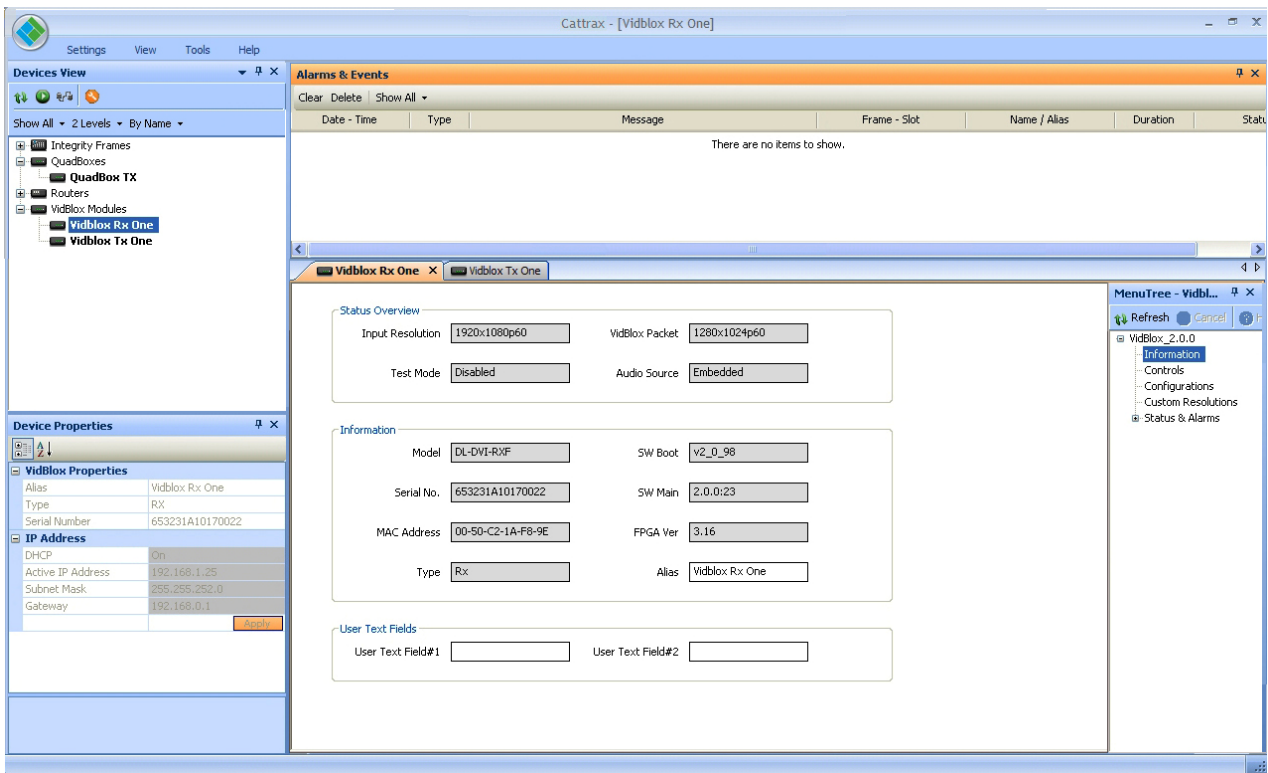 Cattrax - [Vidblox Rx One]
Settings View Tools Help
Devices View
Show All 2 Levels By Name
Integrity Frames
QuadBoxes
QuadBox TX
Routers
VidBlox Modules
Vidblox Rx One
Vidblox Tx One
Device Properties
VidBlox Properties
Alias Vidblox Rx One
Type RX
Serial Number 653231A10170022
IP Address
DHCP On
Active IP Address 192.168.1.25
Subnet Mask 255.255.252.0
Gateway 192.168.0.1
Apply
Alarms & Events
Clear Delete Show All
Date - Time Type Message Frame - Slot Name / Alias Duration Statu
There are no items to show.
Vidblox Rx One X Vidblox Tx One
Status Overview
Input Resolution 1920x1080p60 VidBlox Packet 1280x1024p60
Test Mode Disabled Audio Source Embedded
Information
Model DL-DVI-RXF SW Boot v2_0_98
Serial No. 653231A10170022 SW Main 2.0.0:23
MAC Address 00-50-C2-1A-F8-9E FPGA Ver 3.16
Type Rx Alias Vidblox Rx One
User Text Fields
User Text Field#1 User Text Field#2
MenuTree - Vidbl...
Refresh Cancel
VidBlox_2.0.0
Information
Controls
Configurations
Custom Resolutions
Status & Alarms